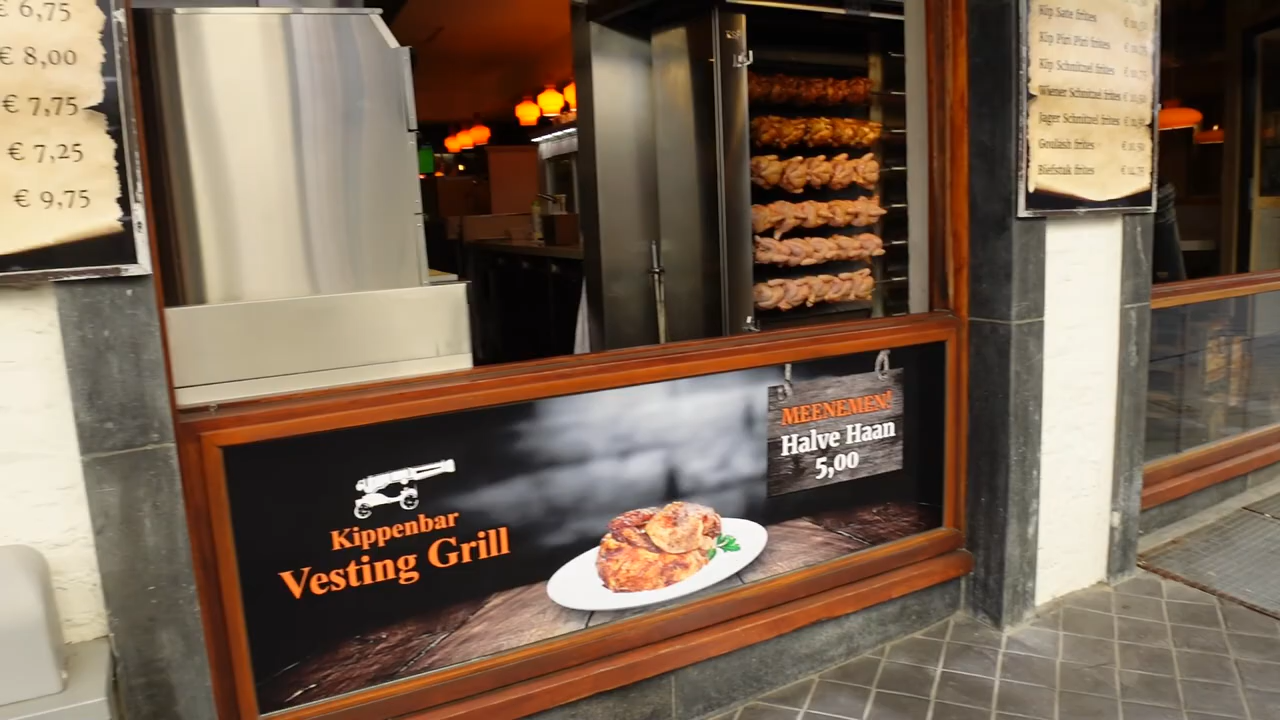 € 6,75
€ 8,00
€ 7,75
€ 7,25
€ 9,75
Kippenbar
Vesting Grill
MEENEMEN!
Halve Haan
5,00
Kip Sate frites
Kip Piri Piri frites
Kip Schnitzel frites
Wiener Schnitzel frites
Jager Schnitzel frites
Goulash frites
Biefstuk frites